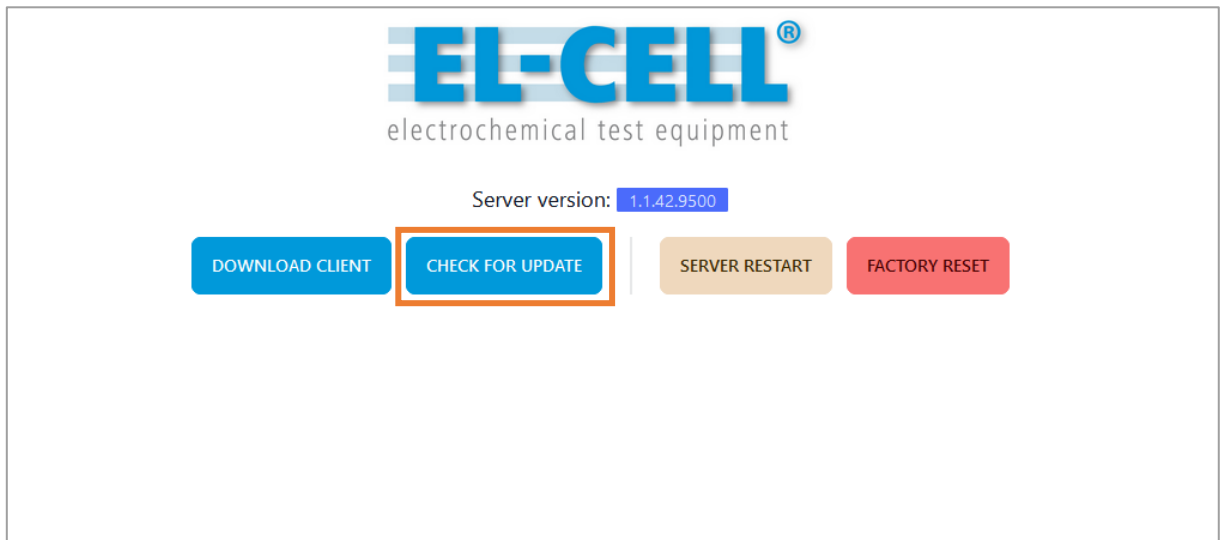 EL-CELL®
electrochemical test equipment
Server version: 1.1.42.9500
DOWNLOAD CLIENT CHECK FOR UPDATE SERVER RESTART FACTORY RESET